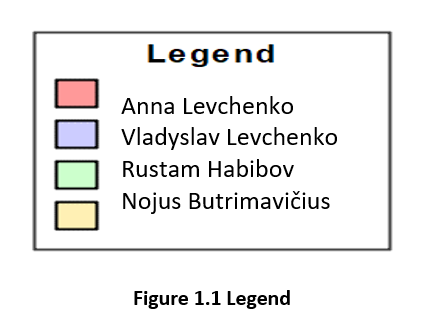 Legend
Anna Levchenko
Vladyslav Levchenko
Rustam Habibov
Nojus Butrimavičius
Figure 1.1 Legend